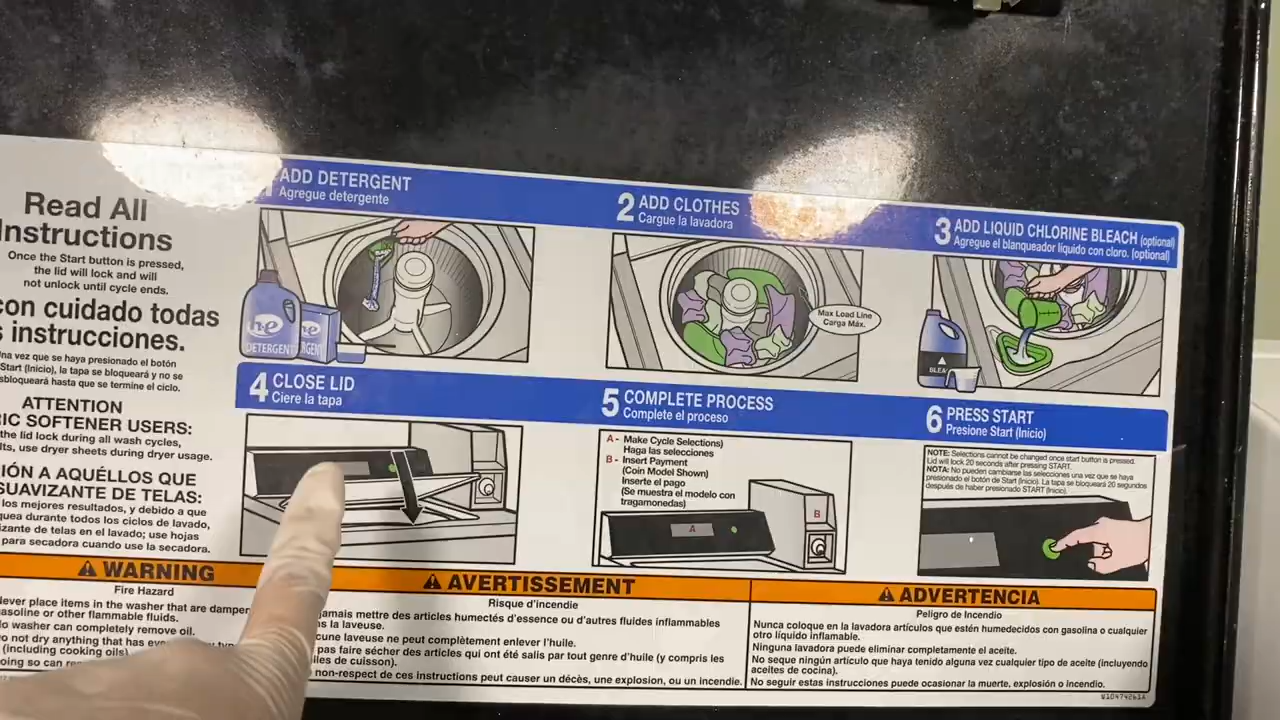 Read All
Instructions
Once the Start button is pressed,
the lid will lock and will
not unlock until cycle ends.
con cuidado todas
instrucciones.
una vez que se haya presionado el botón
Start (Inicio), la tapa se bloqueará y no se
desbloqueará hasta que se termine el ciclo.
ATTENTION
SOFTENER USERS:
the lid lock during all wash cycles,
use dryer sheets during dryer usage.
A AQUÉLLOS QUE
SUAVIZANTE DE TELAS:
los mejores resultados, y debido a que
durante todos los ciclos de lavado,
de telas en el lavado; use hojas
para secadora cuando use la secadora.
ADD DETERGENT
Agregue detergente
he
DETERGENT
2 ADD CLOTHES
Cargue la lavadora
Max Load Line
Carga Máx.
3 ADD LIQUID CHLORINE BLEACH (optional)
Agregue el blanqueador líquido con cloro. (optional)
4 CLOSE LID
Ciere la tapa
5 COMPLETE PROCESS
Complete el proceso
A - Make Cycle Selections)
Haga las selecciones
B - Insert Payment
(Coin Model Shown)
Inserte el pago
(Se muestra el modelo con
tragamonedas)
A
B
6 PRESS START
Presione Start (Inicio)
NOTE: Selections cannot be changed once start button is pressed.
Lid will lock 20 seconds after pressing START.
NOTA: No pueden cambiarse las selecciones una vez que se haya
presionado el botón de Start (Inicio). La tapa se bloqueará 20 segundos
después de haber presionado START (Inicio).
WARNING
Fire Hazard
Never place items in the washer that are
gasoline or other flammable fluids.
No washer can completely remove oil.
Do not dry anything that has
(including cooking oils)
Doing so can
AVERTISSEMENT
Risque d'incendie
Jamais mettre des articles humectés d'essence ou d'autres fluides inflammables
la laveuse.
laveuse ne peut complètement enlever l'huile.
pas faire sécher des articles qui ont été salis par tout genre d'huile (y compris les
de cuisson).
non-respect de ces instructions peut causer un décès, une explosion, ou un incendie.
ADVERTENCIA
Peligro de Incendio
Nunca coloque en la lavadora artículos que estén humedecidos con gasolina o cualquier
otro líquido inflamable.
Ninguna lavadora puede eliminar completamente el aceite.
No seque ningún artículo que haya tenido alguna vez cualquier tipo de aceite (incluyendo
aceites de cocina).
No seguir estas instrucciones puede ocasionar la muerte, explosión o incendio.
W10474261A